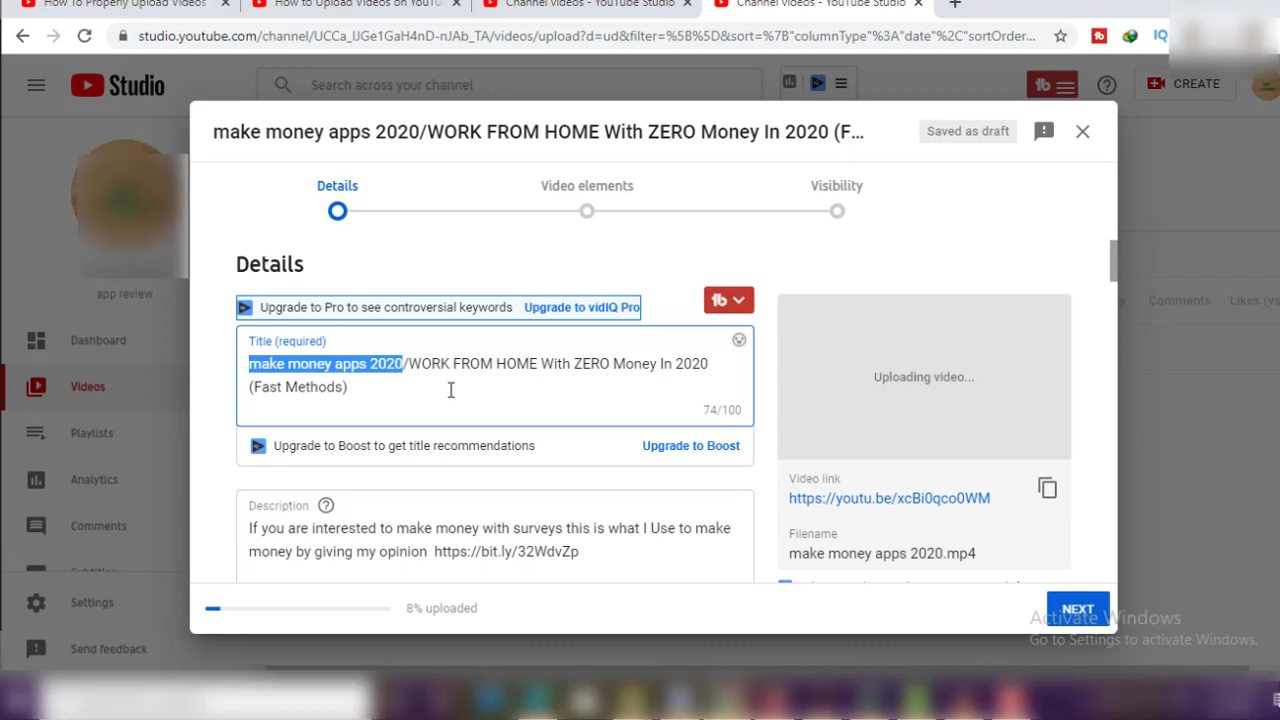 How To Properly Upload Videos
How to Upload Videos on YouTu
Channel videos - YouTube Studio
Channel videos - YouTube Studio
studio.youtube.com/channel/UCCa_IJGe1GaH4nD-nJAb_TA/videos/upload?d=ud&filter=%5B%5D&sort=%7B"columnType"%3A"date"%2C"sortOrder...
IQ
Studio
Search across your channel
CREATE
make money apps 2020/WORK FROM HOME With ZERO Money In 2020 (F...
Saved as draft
Details
Video elements
Visibility
Details
Upgrade to Pro to see controversial keywords Upgrade to vidIQ Pro
Title (required)
make money apps 2020/WORK FROM HOME With ZERO Money In 2020
(Fast Methods)
74/100
Upgrade to Boost to get title recommendations Upgrade to Boost
Description
If you are interested to make money with surveys this is what I Use to make
money by giving my opinion https://bit.ly/32WdvZp
Uploading video...
Video link
https://youtu.be/xcBi0qco0WM
Filename
make money apps 2020.mp4
8% uploaded
NEXT
app review
Dashboard
Videos
Playlists
Analytics
Comments
Settings
Send feedback
Comments
Likes (vs
Activate Windows
Go to Settings to activate Windows.